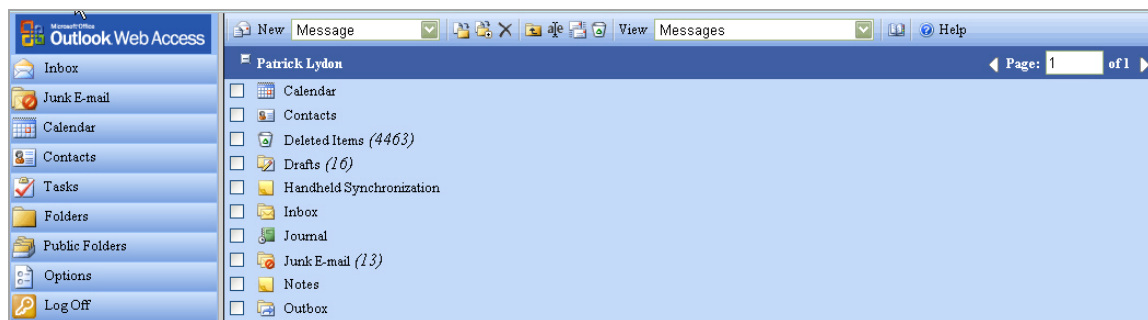 Microsoft Office
Outlook Web Access
Inbox
Junk E-mail
Calendar
Contacts
Tasks
Folders
Public Folders
Options
Log Off
New Message View Messages Help
Patrick Lydon Page: 1 of 1
Calendar
Contacts
Deleted Items (4463)
Drafts (16)
Handheld Synchronization
Inbox
Journal
Junk E-mail (13)
Notes
Outbox